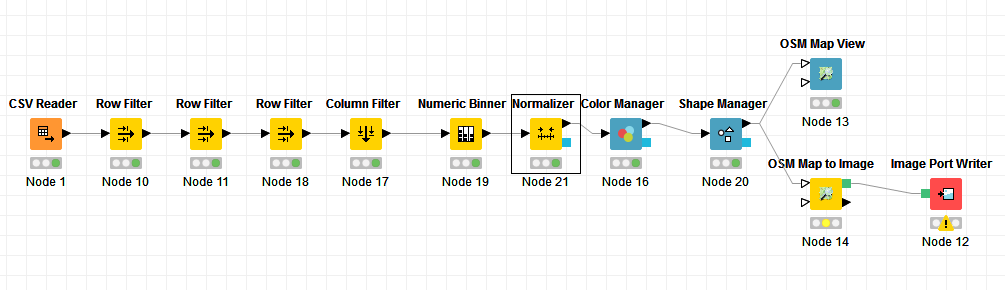 OSM Map View
Node 13
CSV Reader
Row Filter
Row Filter
Row Filter
Column Filter
Numeric Binner
Normalizer
Color Manager
Shape Manager
Node 1
Node 10
Node 11
Node 18
Node 17
Node 19
Node 21
Node 16
Node 20
OSM Map to Image
Image Port Writer
Node 14
Node 12